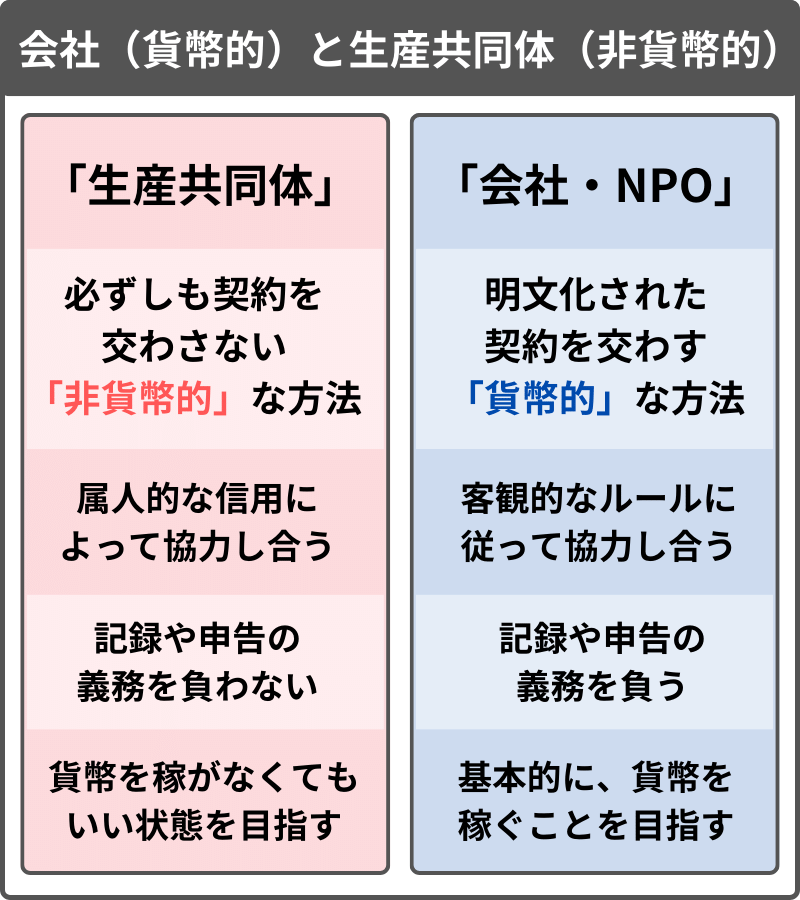 会社（貨幣的）と生産共同体（非貨幣的）
「生産共同体」
必ずしも契約を
交わさない
「非貨幣的」な方法
属人的な信用に
よって協力し合う
記録や申告の
義務を負わない
貨幣を稼がなくても
いい状態を目指す
「会社・NPO」
明文化された
契約を交わす
「貨幣的」な方法
客観的なルールに
従って協力し合う
記録や申告の
義務を負う
基本的に、貨幣を
稼ぐことを目指す